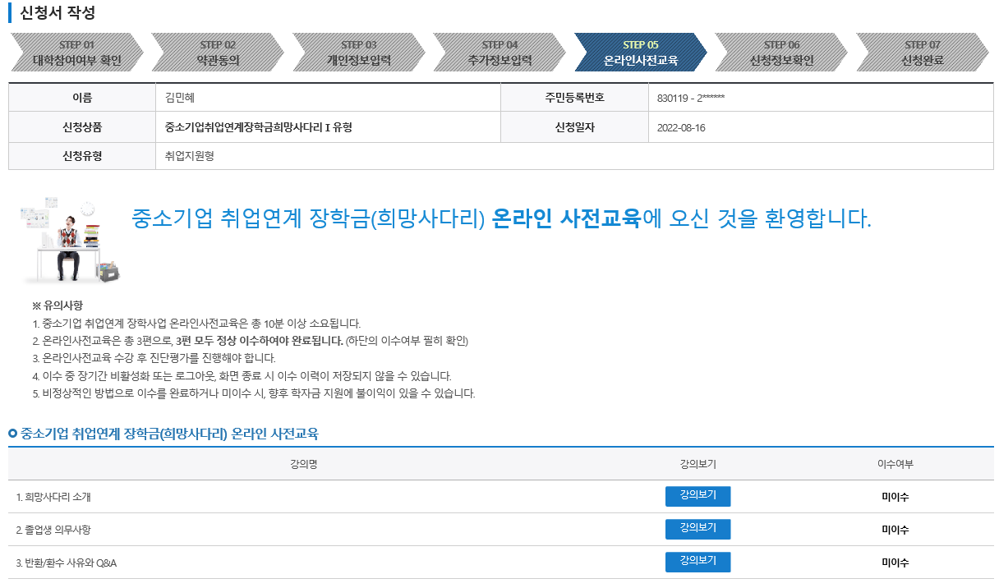 신청서 작성
STEP 01 STEP 02 STEP 03 STEP 04 STEP 05 STEP 06 STEP 07
대학참여여부 확인 약관동의 개인정보입력 추가정보입력 온라인사전교육 신청정보확인 신청완료
이름 김민혜 주민등록번호 830119 - 2******
신청상품 중소기업취업연계장학금희망사다리 I 유형 신청일자 2022-08-16
신청유형 취업지원형
중소기업 취업연계 장학금(희망사다리) 온라인 사전교육에 오신 것을 환영합니다.
※ 유의사항
1. 중소기업 취업연계 장학사업 온라인사전교육은 총 10분 이상 소요됩니다.
2. 온라인사전교육은 총 3편으로, 3편 모두 정상 이수하여야 완료됩니다. (하단의 이수여부 필히 확인)
3. 온라인사전교육 수강 후 진단평가를 진행해야 합니다.
4. 이수 중 장기간 비활성화 또는 로그아웃, 화면 종료 시 이수 이력이 저장되지 않을 수 있습니다.
5. 비정상적인 방법으로 이수를 완료하거나 미이수 시, 향후 학자금 지원에 불이익이 있을 수 있습니다.
중소기업 취업연계 장학금(희망사다리) 온라인 사전교육
강의명 강의보기 이수여부
1. 희망사다리 소개 강의보기 미이수
2. 졸업생 의무사항 강의보기 미이수
3. 반환/환수 사유와 Q&A 강의보기 미이수